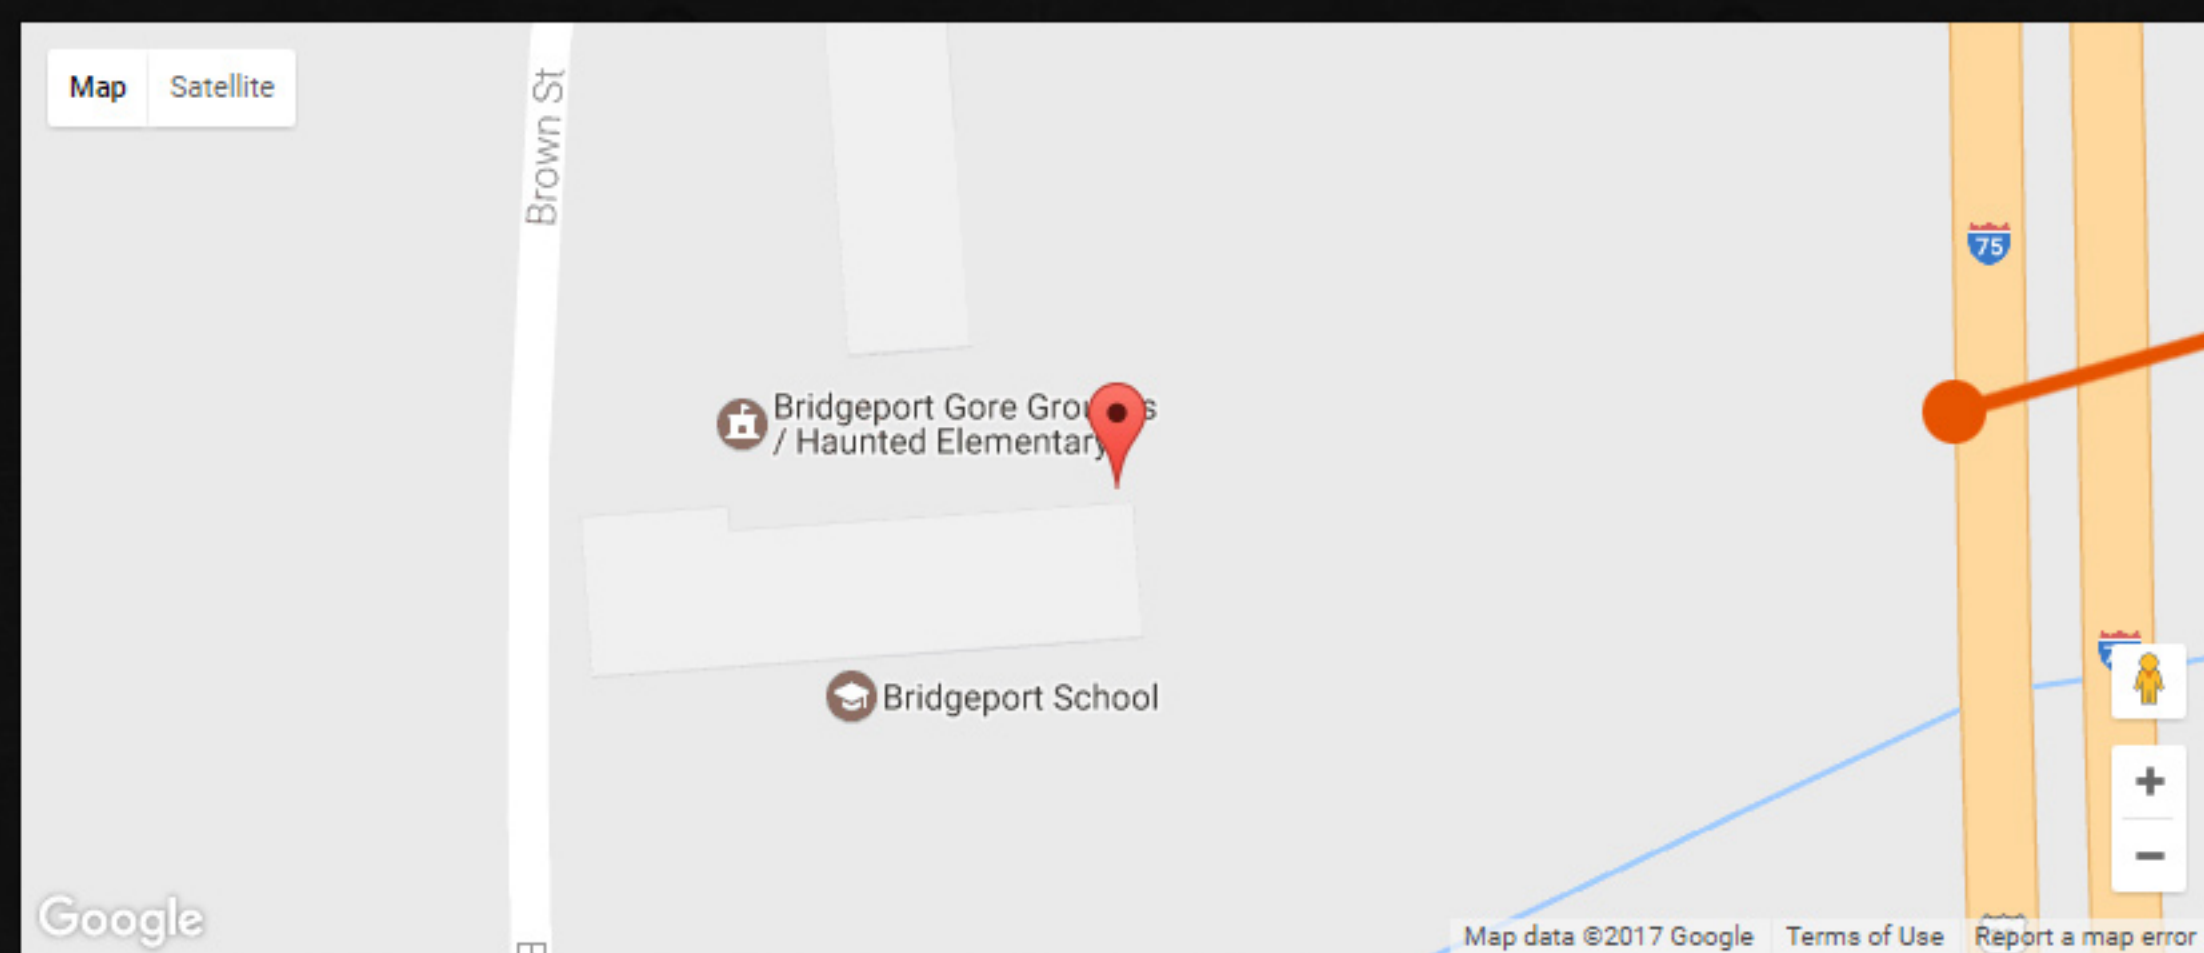 Map
Satellite
Brown St
75
Bridgeport Gore
/ Haunted Elementary
Bridgeport School
Google
Map data ©2017 Google
Terms of Use
Report a map error